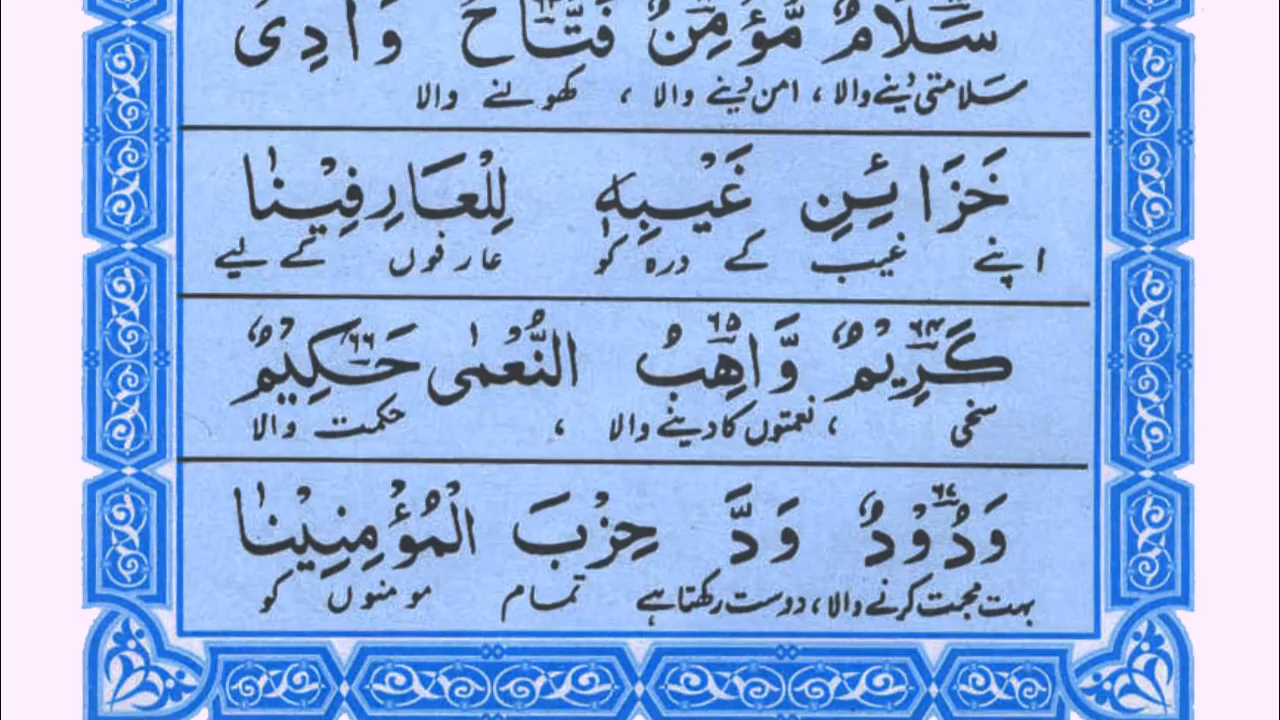 سَلَامٌ مُّؤْمِنٌ فَتَّاحُ وَادِیْ
سلامتی دینے والا ، امن دینے والا ، کھولنے والا
خَزَائِنِ غَيْبِهٖ لِلْعَارِفِيْنَا
اپنے غیب کے درہ کو عارفوں کے لیے
كَرِيْمٌ وَّاهِبُ النُّعْمٰى حَكِيْمٌ
سخی ، نعمتوں کا دینے والا ، حکمت والا
وَدُوْدٌ وَدَّ حِزْبَ الْمُؤْمِنِيْنَا
بہت محبت کرنے والا ، دوست رکھتا ہے تمام مومنوں کو